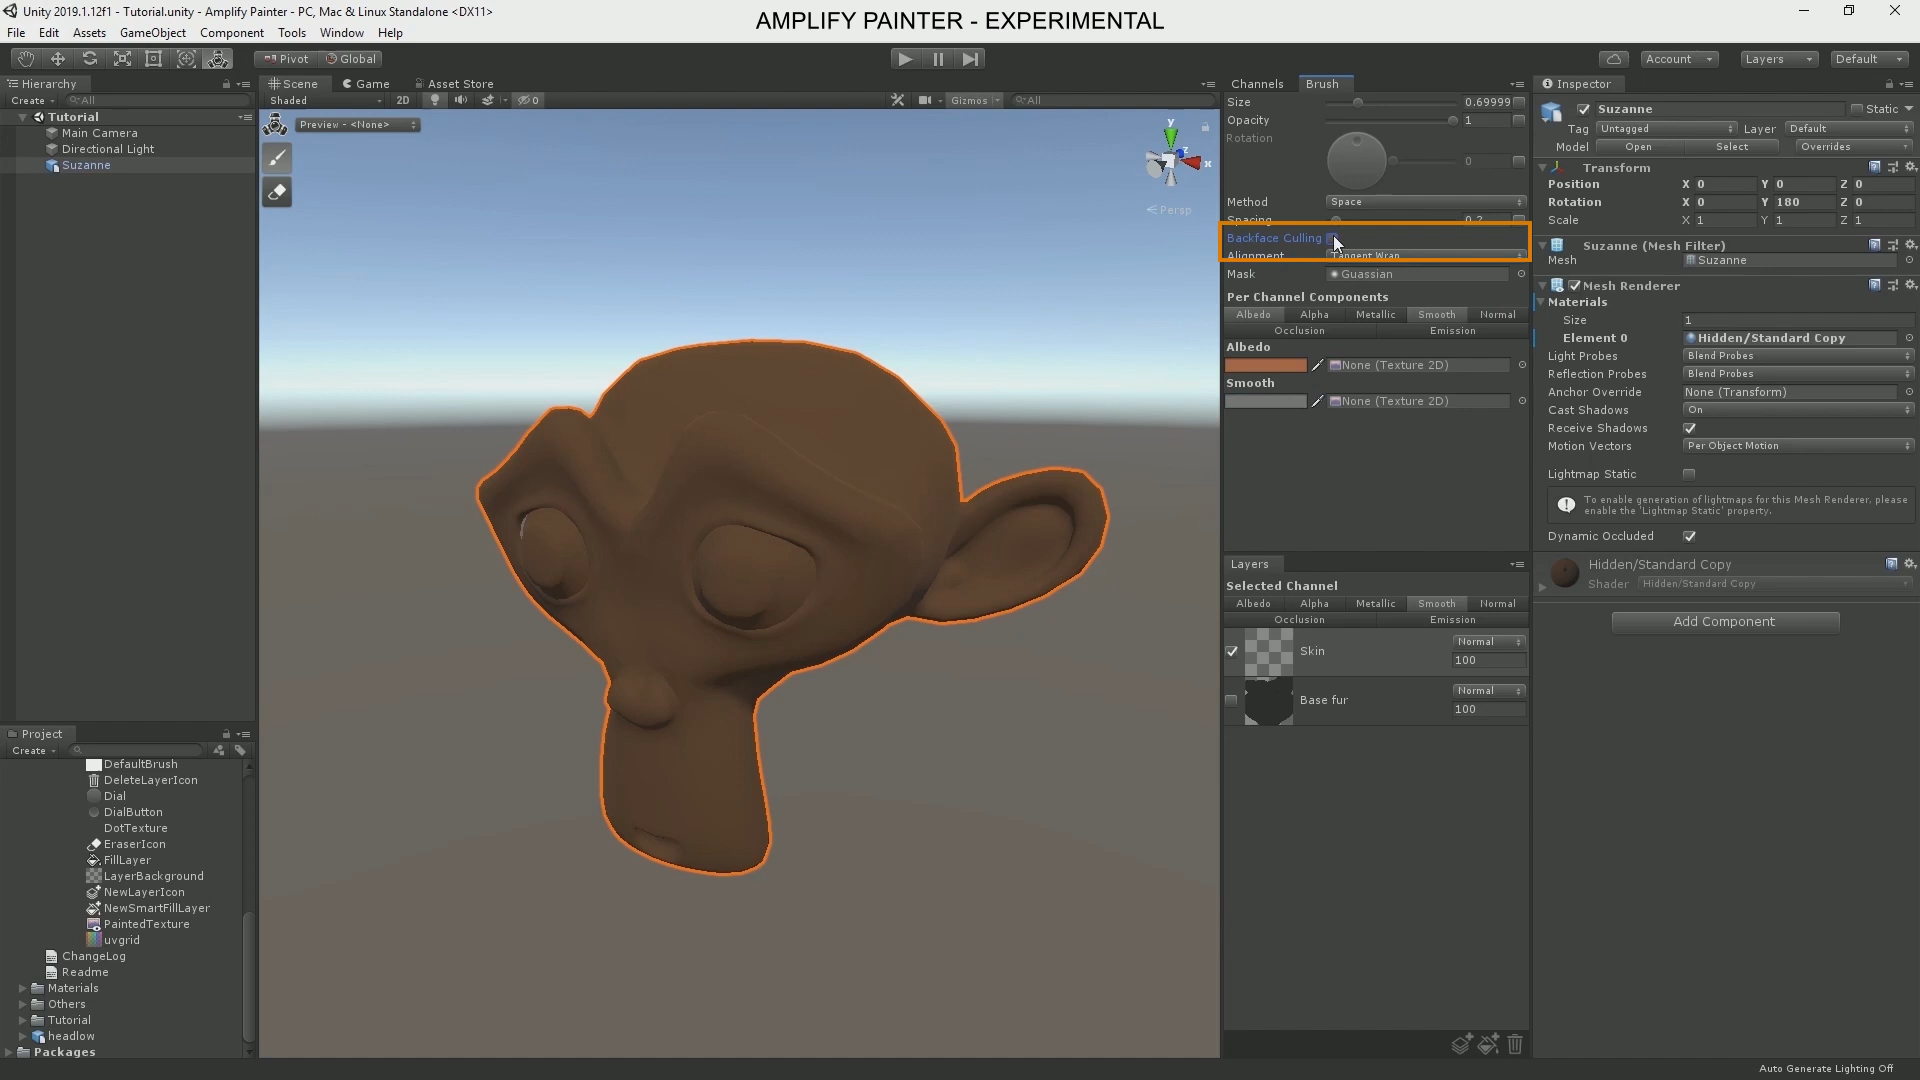 Unity 2019.1.12f1 - Tutorial.unity - Amplify Painter - PC, Mac & Linux Standalone <DX11>
AMPLIFY PAINTER - EXPERIMENTAL
File Edit Assets GameObject Component Tools Window Help
Pivot Global
Account Layers Default
Hierarchy
Create All
Tutorial
Main Camera
Directional Light
Suzanne
Scene Game Asset Store
Shaded 2D 0 Gizmos All
Preview - <None>
y
z
x
Persp
Channels Brush
Size 0.69999
Opacity 1
Rotation 0
Method Space
Spacing 0.2
Backface Culling
Alignment Tangent Wrap
Mask Guassian
Per Channel Components
Albedo Alpha Metallic Smooth Normal
Occlusion Emission
Albedo
None (Texture 2D)
Smooth
None (Texture 2D)
Layers
Selected Channel
Albedo Alpha Metallic Smooth Normal
Occlusion Emission
Skin Normal
100
Base fur Normal
100
Inspector
Suzanne Static
Tag Untagged Layer Default
Model Open Select Overrides
Transform
Position X 0 Y 0 Z 0
Rotation X 0 Y 180 Z 0
Scale X 1 Y 1 Z 1
Suzanne (Mesh Filter)
Mesh Suzanne
Mesh Renderer
Materials
Size 1
Element 0 Hidden/Standard Copy
Light Probes Blend Probes
Reflection Probes Blend Probes
Anchor Override None (Transform)
Cast Shadows On
Receive Shadows
Motion Vectors Per Object Motion
Lightmap Static
To enable generation of lightmaps for this Mesh Renderer, please
enable the 'Lightmap Static' property.
Dynamic Occluded
Hidden/Standard Copy
Shader Hidden/Standard Copy
Add Component
Project
Create
DefaultBrush
DeleteLayerIcon
Dial
DialButton
DotTexture
EraserIcon
FillLayer
LayerBackground
NewLayerIcon
NewSmartFillLayer
PaintedTexture
uvgrid
ChangeLog
Readme
Materials
Others
Tutorial
headlow
Packages
Auto Generate Lighting Off